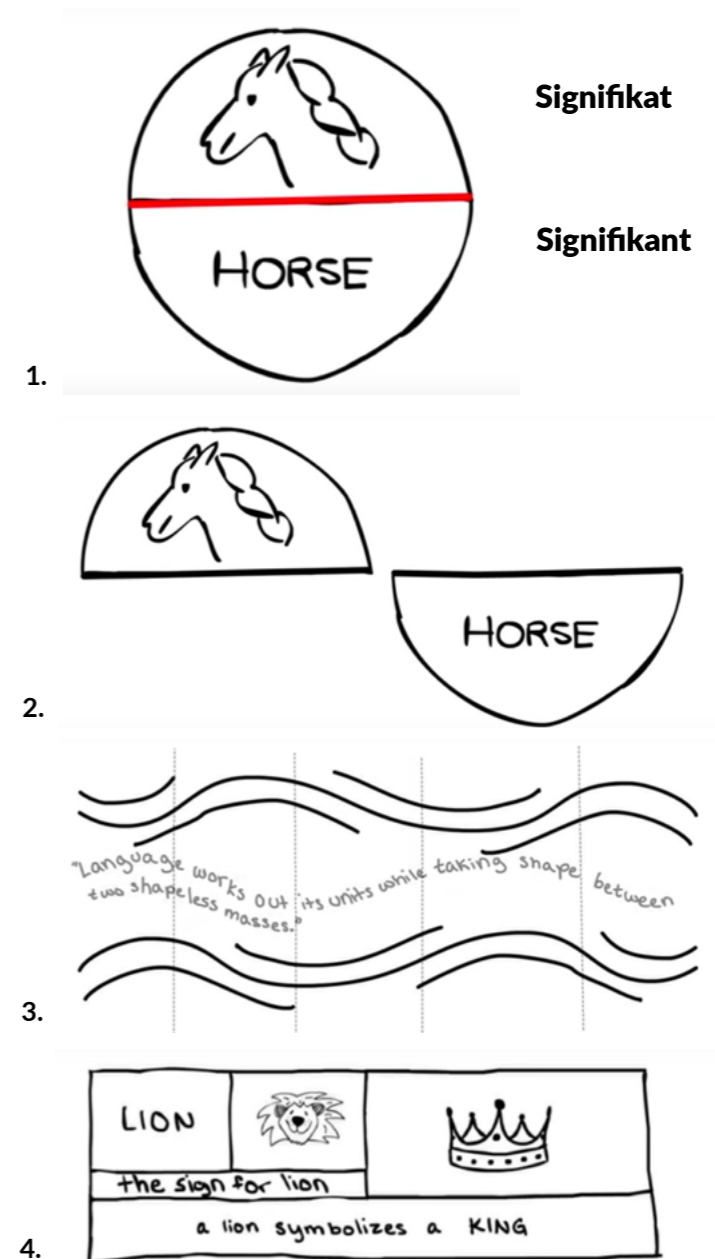 Signifikat
HORSE
Signifikant
1.
HORSE
2.
"Language works out its units while taking shape between
two shapeless masses."
3.
LION
the sign for lion
a lion symbolizes a KING
4.